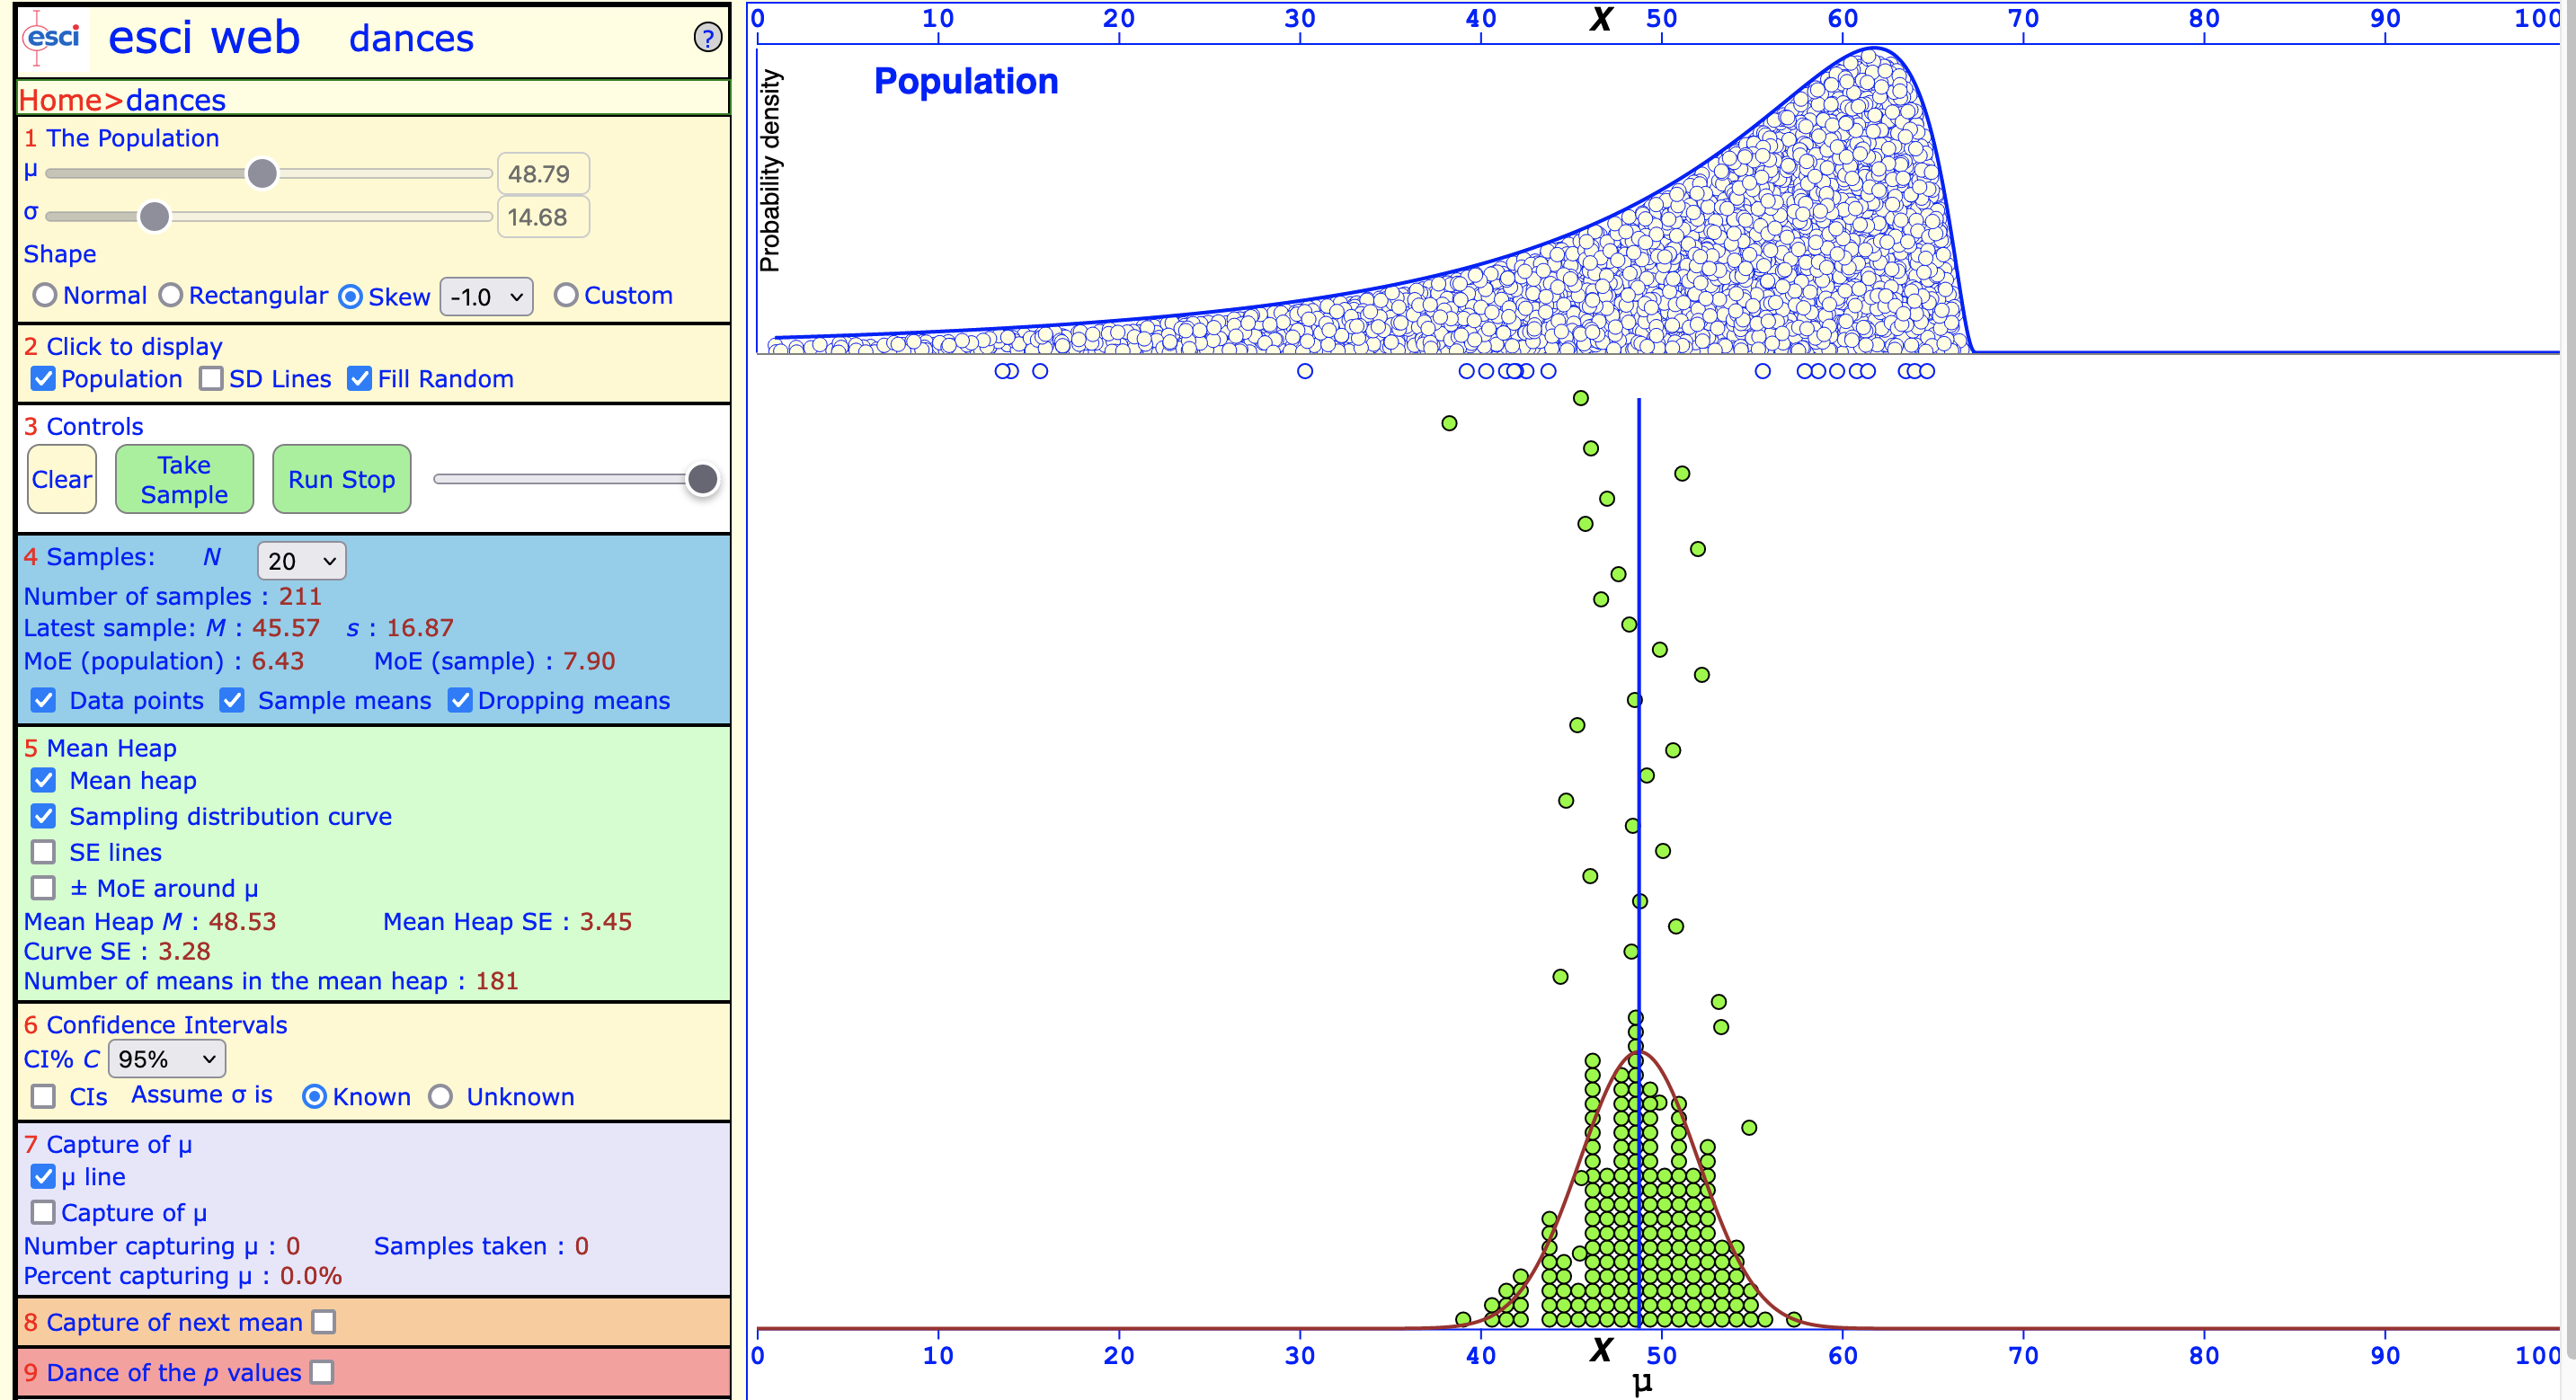 esci esci web dances ?
Home>dances
1 The Population
μ 48.79
σ 14.68
Shape
Normal Rectangular Skew -1.0 Custom
2 Click to display
Population SD Lines Fill Random
3 Controls
Clear Take Sample Run Stop
4 Samples: N 20
Number of samples : 211
Latest sample: M : 45.57 s : 16.87
MoE (population) : 6.43 MoE (sample) : 7.90
Data points Sample means Dropping means
5 Mean Heap
Mean heap
Sampling distribution curve
SE lines
± MoE around μ
Mean Heap M : 48.53 Mean Heap SE : 3.45
Curve SE : 3.28
Number of means in the mean heap : 181
6 Confidence Intervals
CI% C 95%
CIs Assume σ is Known Unknown
7 Capture of μ
μ line
Capture of μ
Number capturing μ : 0 Samples taken : 0
Percent capturing μ : 0.0%
8 Capture of next mean
9 Dance of the p values
0 10 20 30 40 X 50 60 70 80 90 100
Population
Probability density
0 10 20 30 40 X 50 60 70 80 90 100
μ